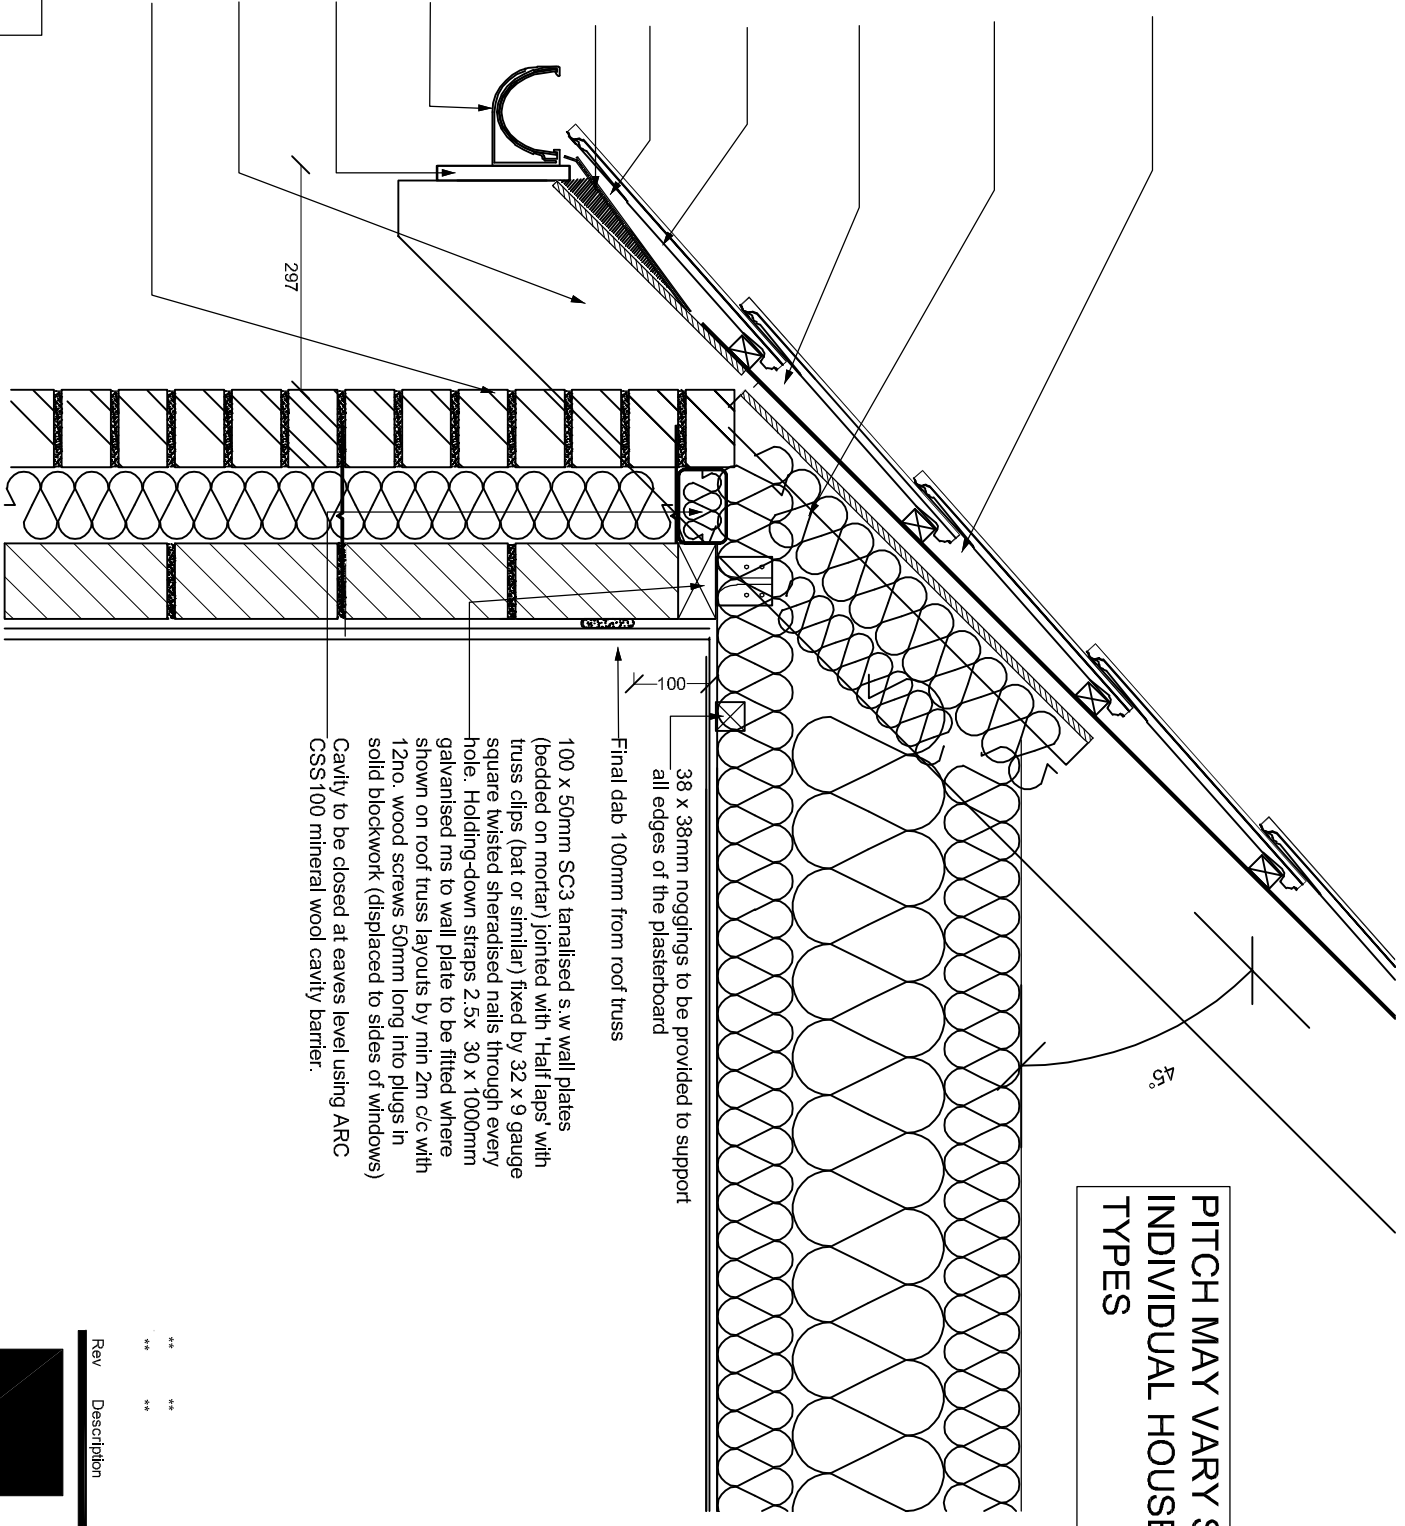 PITCH MAY VARY S
INDIVIDUAL HOUSE
TYPES
45°
297
100
38 x 38mm noggings to be provided to support
all edges of the plasterboard
Final dab 100mm from roof truss
100 x 50mm SC3 tanalised s.w wall plates
(bedded on mortar) jointed with 'Half laps' with
truss clips (bat or similar) fixed by 32 x 9 gauge
square twisted sheradised nails through every
hole. Holding-down straps 2.5x 30 x 1000mm
galvanised ms to wall plate to be fitted where
shown on roof truss layouts by min 2m c/c with
12no. wood screws 50mm long into plugs in
solid blockwork (displaced to sides of windows)
Cavity to be closed at eaves level using ARC
CSS100 mineral wool cavity barrier.
** **
** **
Rev Description